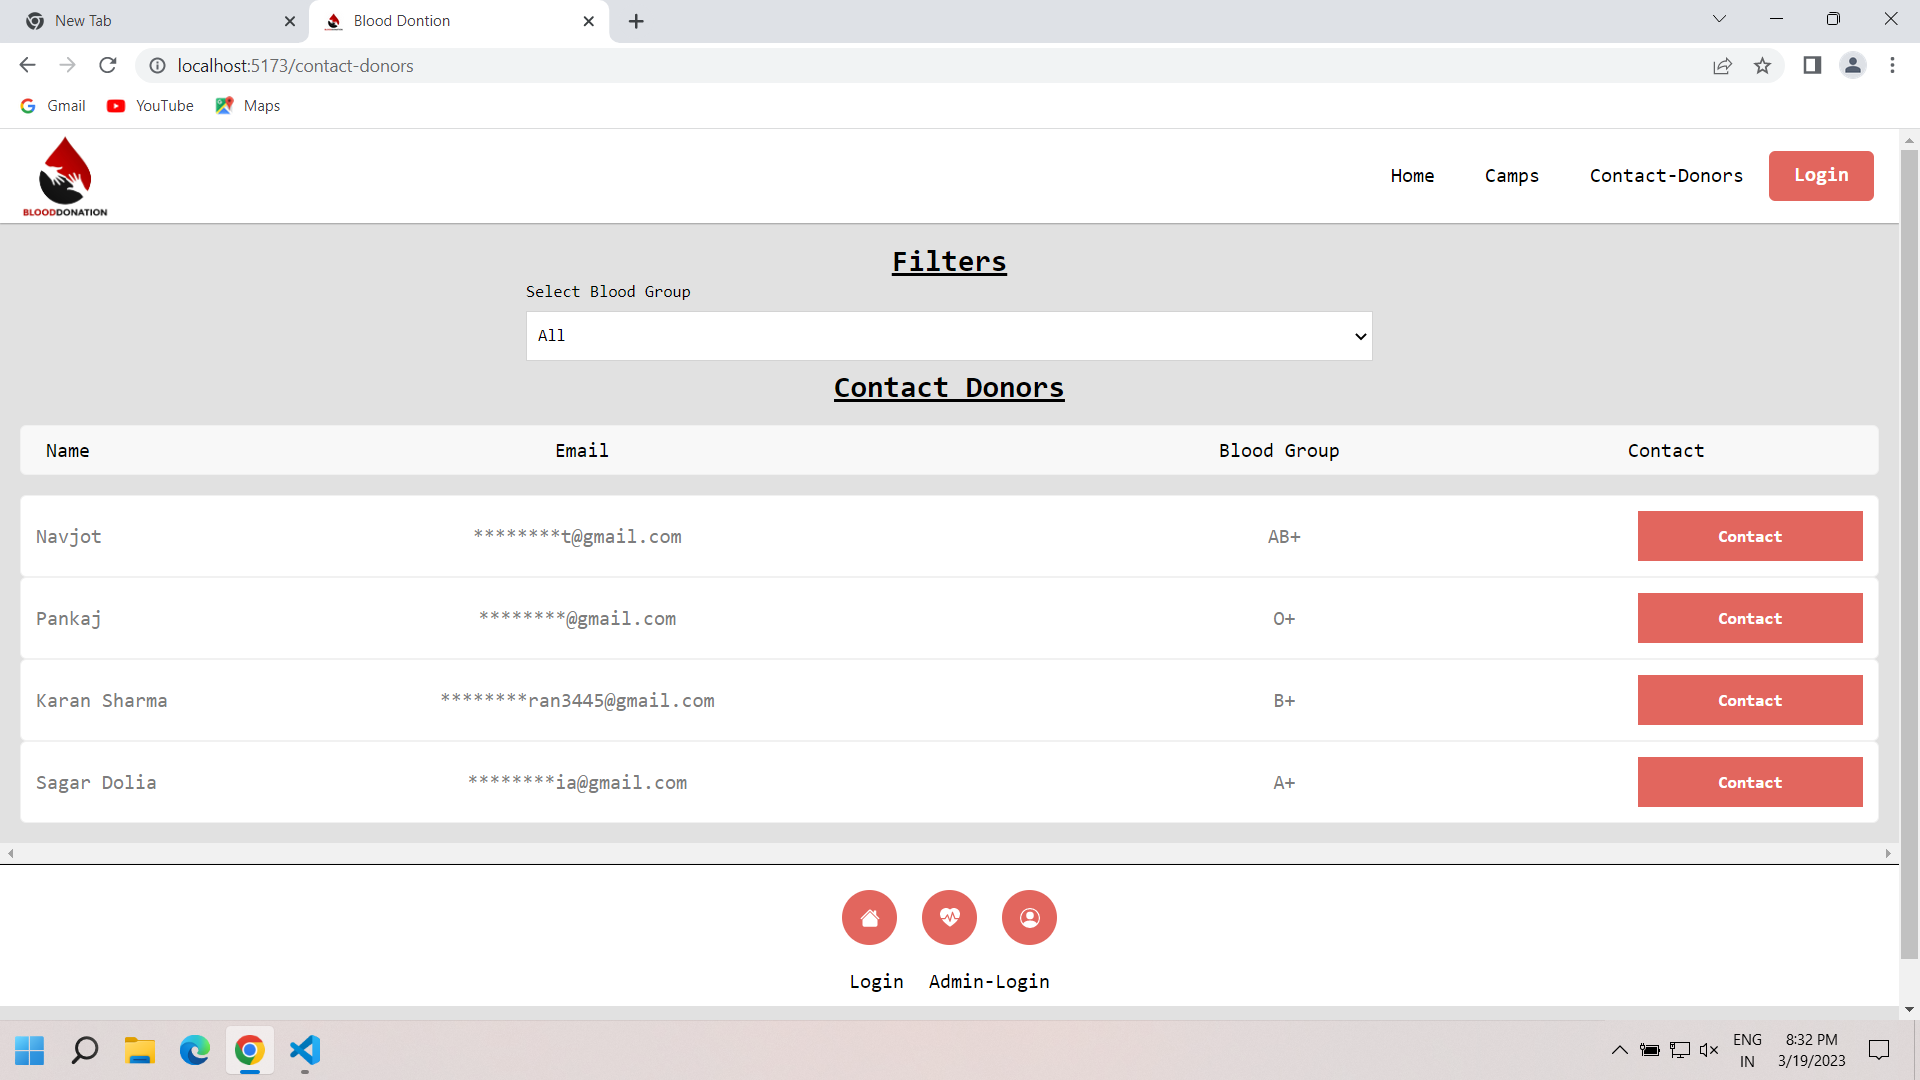 New Tab
Blood Dontion
localhost:5173/contact-donors
Gmail YouTube Maps
BLOODDONATION
Home Camps Contact-Donors Login
Filters
Select Blood Group
All
Contact Donors
Name Email Blood Group Contact
Navjot ********t@gmail.com AB+ Contact
Pankaj ********@gmail.com O+ Contact
Karan Sharma ********ran3445@gmail.com B+ Contact
Sagar Dolia ********ia@gmail.com A+ Contact
Login Admin-Login
ENG 8:32 PM
IN 3/19/2023